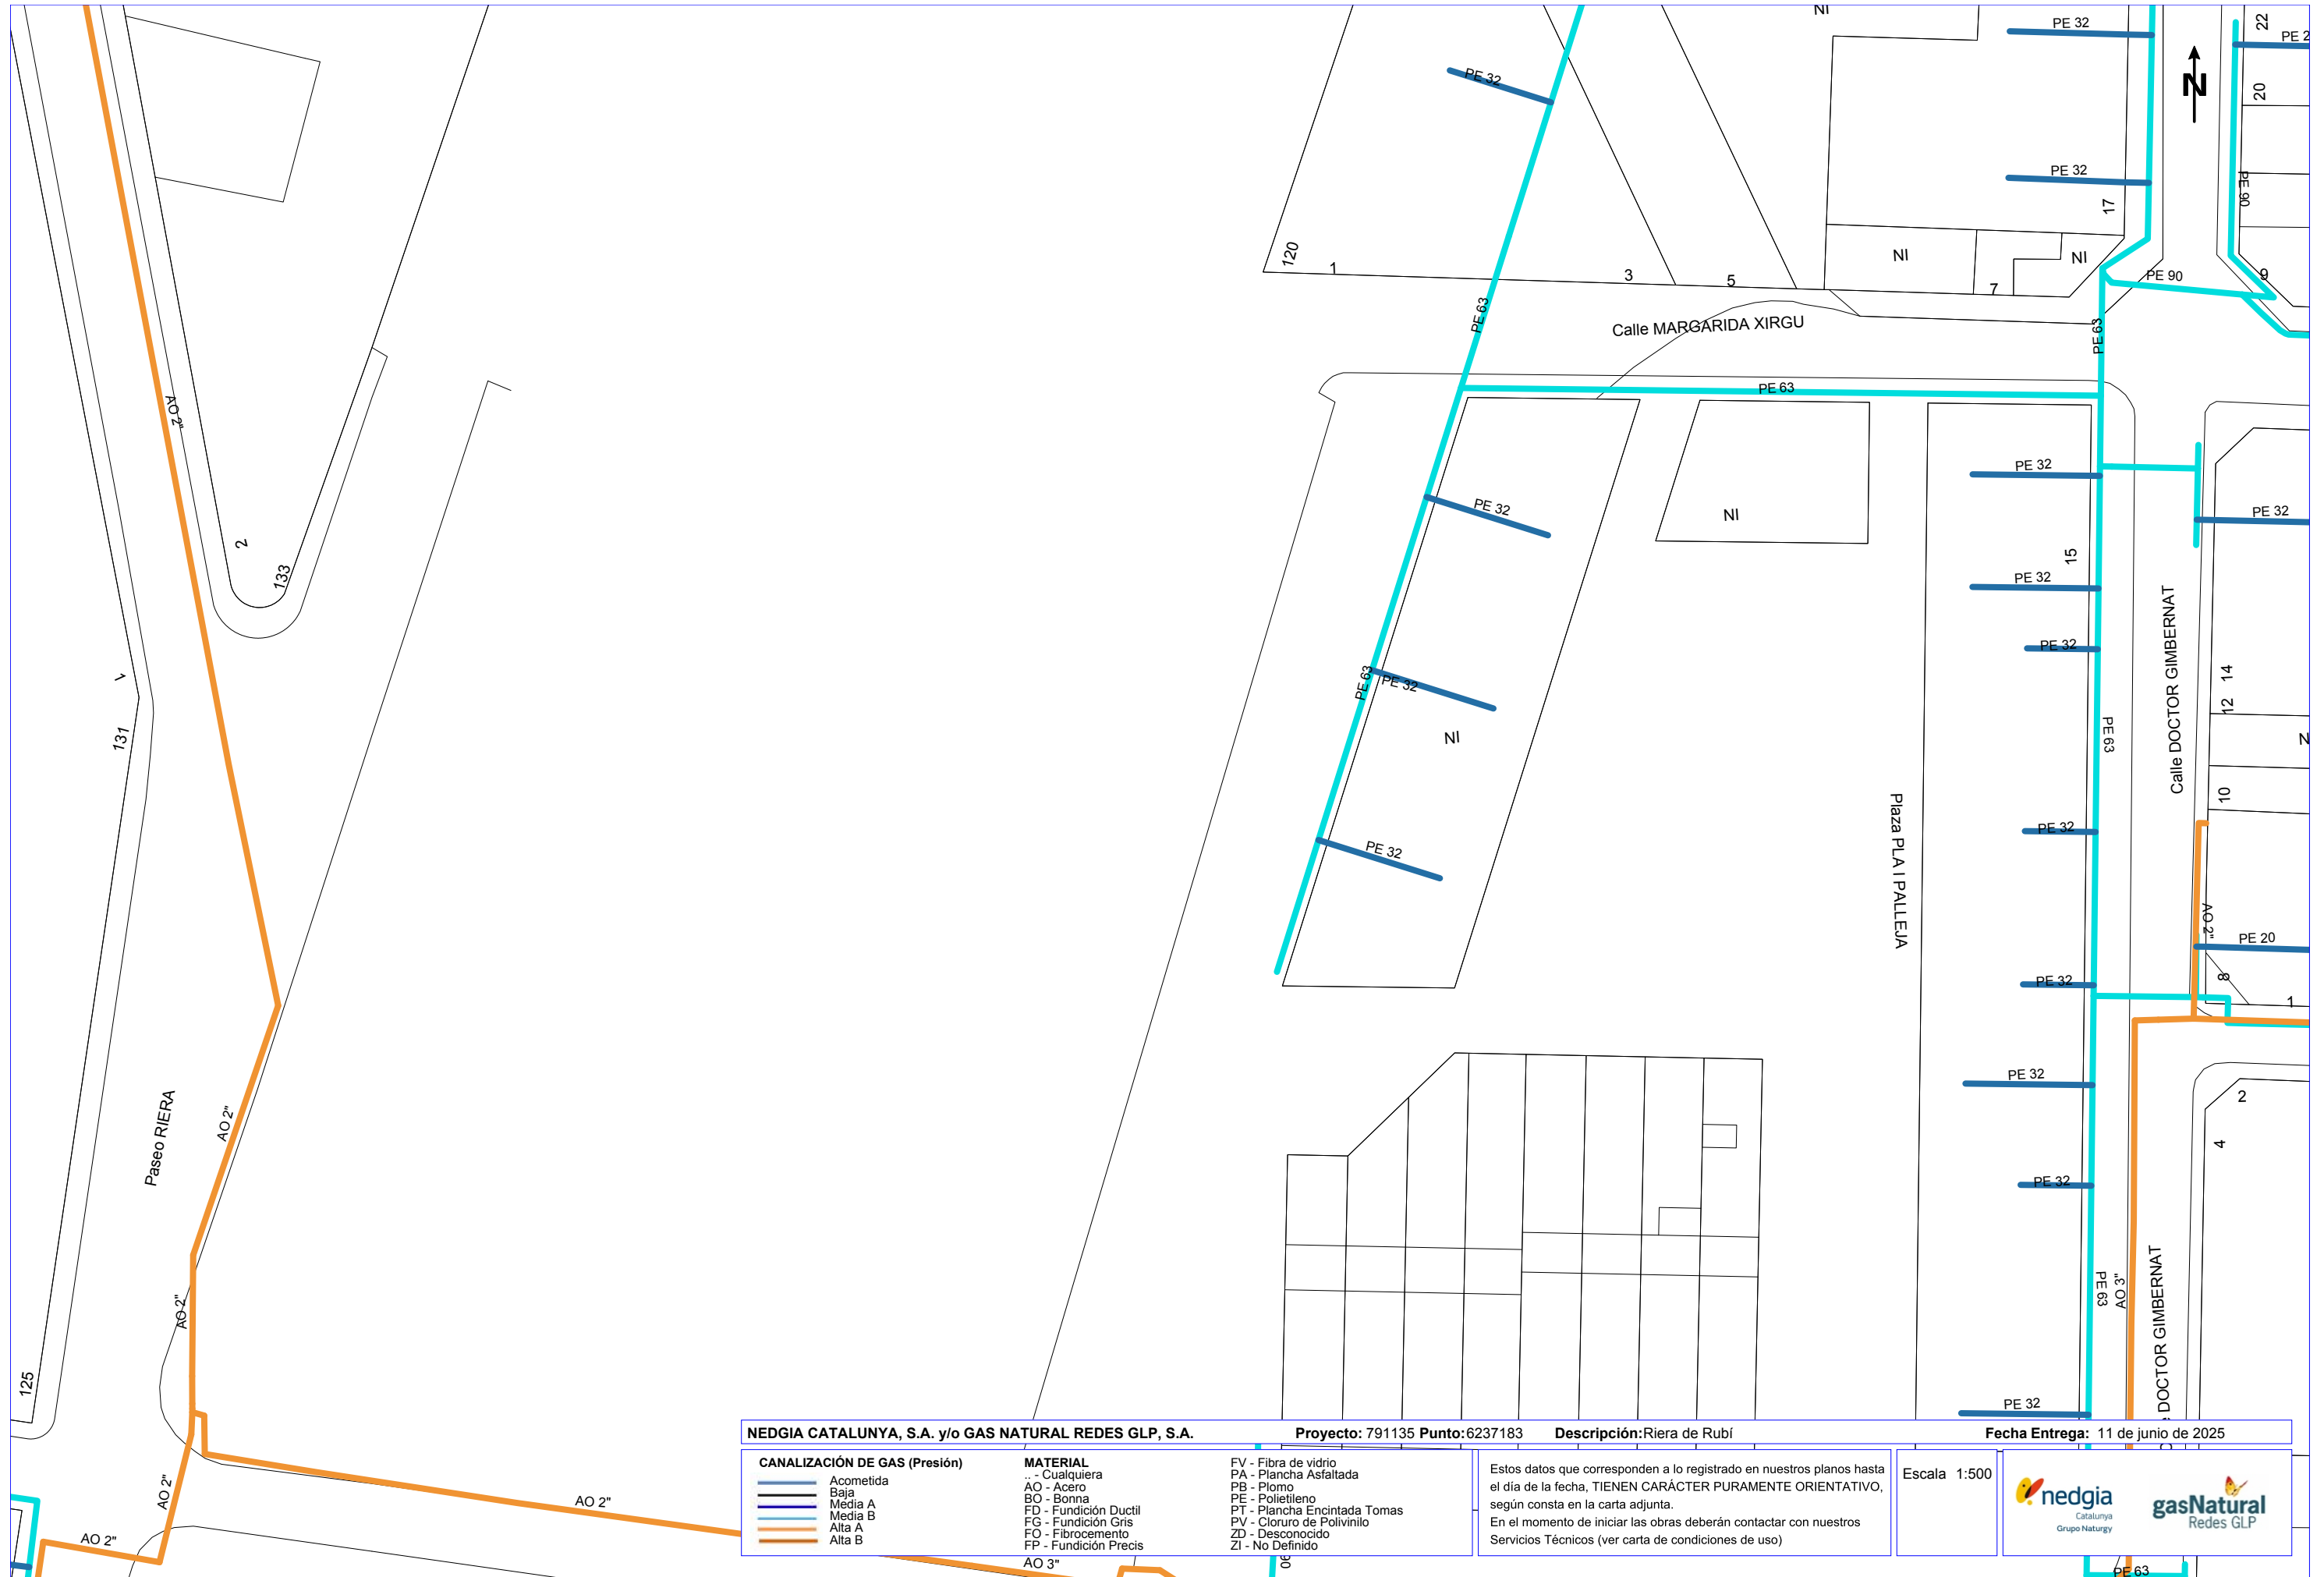 NI
PE 32
22
PE 2
N
PE 32
20
PE 32
PE 90
17
120
1
3
5
NI
7
NI
PE 90
9
PE 63
Calle MARGARIDA XIRGU
PE 63
PE 63
AO 2"
PE 32
PE 32
PE 32
NI
2
133
15
PE 32
PE 32
Calle DOCTOR GIMBERNAT
1
131
PE 63
PE 32
NI
14
12
PE 63
N
10
PE 32
PE 32
Plaza PLA I PALLEJA
AO 2"
PE 20
8
1
PE 32
PE 32
2
4
AO 2"
Paseo RIERA
PE 32
AO 2"
PE 63
AO 3"
DOCTOR GIMBERNAT
125
PE 32
AO 2"
AO 2"
AO 2"
AO 3"
PE 63
NEDGIA CATALUNYA, S.A. y/o GAS NATURAL REDES GLP, S.A. Proyecto: 791135 Punto:6237183 Descripción:Riera de Rubí Fecha Entrega: 11 de junio de 2025
CANALIZACIÓN DE GAS (Presión)
Acometida
Baja
Media A
Media B
Alta A
Alta B
MATERIAL
.. - Cualquiera
AO - Acero
BO - Bonna
FD - Fundición Ductil
FG - Fundición Gris
FO - Fibrocemento
FP - Fundición Precis
FV - Fibra de vidrio
PA - Plancha Asfaltada
PB - Plomo
PE - Polietileno
PT - Plancha Encintada Tomas
PV - Cloruro de Polivinilo
ZD - Desconocido
ZI - No Definido
Estos datos que corresponden a lo registrado en nuestros planos hasta
el día de la fecha, TIENEN CARÁCTER PURAMENTE ORIENTATIVO,
según consta en la carta adjunta.
En el momento de iniciar las obras deberán contactar con nuestros
Servicios Técnicos (ver carta de condiciones de uso)
Escala 1:500
nedgia
Catalunya
Grupo Naturgy
gasNatural
Redes GLP